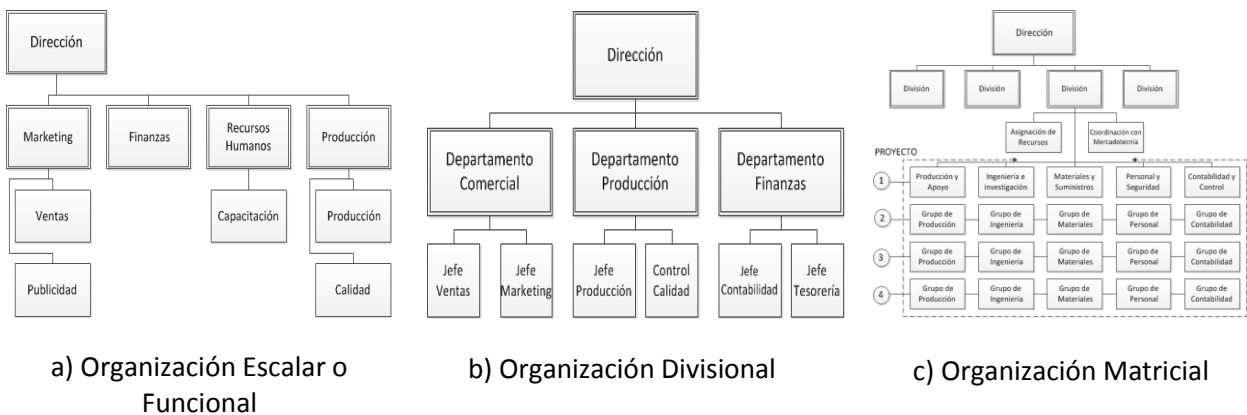 Dirección
Marketing
Finanzas
Recursos
Humanos
Producción
Ventas
Capacitación
Producción
Publicidad
Calidad
a) Organización Escalar o
Funcional
Dirección
Departamento
Comercial
Departamento
Producción
Departamento
Finanzas
Jefe
Ventas
Jefe
Marketing
Jefe
Producción
Control
Calidad
Jefe
Contabilidad
Jefe
Tesorería
b) Organización Divisional
Dirección
División
División
División
División
Asignación de
Recursos
Coordinación con
Mercadotecnia
PROYECTO
1
Producción y
Apoyo
Ingeniería e
investigación
Materiales y
Suministros
Personal y
Seguridad
Contabilidad y
Control
2
Grupo de
Producción
Grupo de
Ingeniería
Grupo de
Materiales
Grupo de
Personal
Grupo de
Contabilidad
3
Grupo de
Producción
Grupo de
Ingeniería
Grupo de
Materiales
Grupo de
Personal
Grupo de
Contabilidad
4
Grupo de
Producción
Grupo de
Ingeniería
Grupo de
Materiales
Grupo de
Personal
Grupo de
Contabilidad
c) Organización Matricial